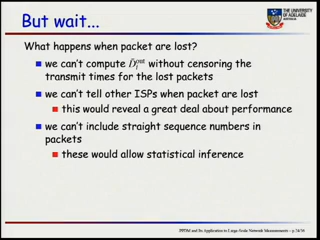 But wait...
THE UNIVERSITY
OF ADELAIDE
AUSTRALIA
What happens when packet are lost?
we can't compute without censoring the
transmit times for the lost packets
we can't tell other ISPs when packet are lost
this would reveal a great deal about performance
we can't include straight sequence numbers in
packets
these would allow statistical inference
PPDM and Its Application to Large-Scale Network Measurements – p.24/36